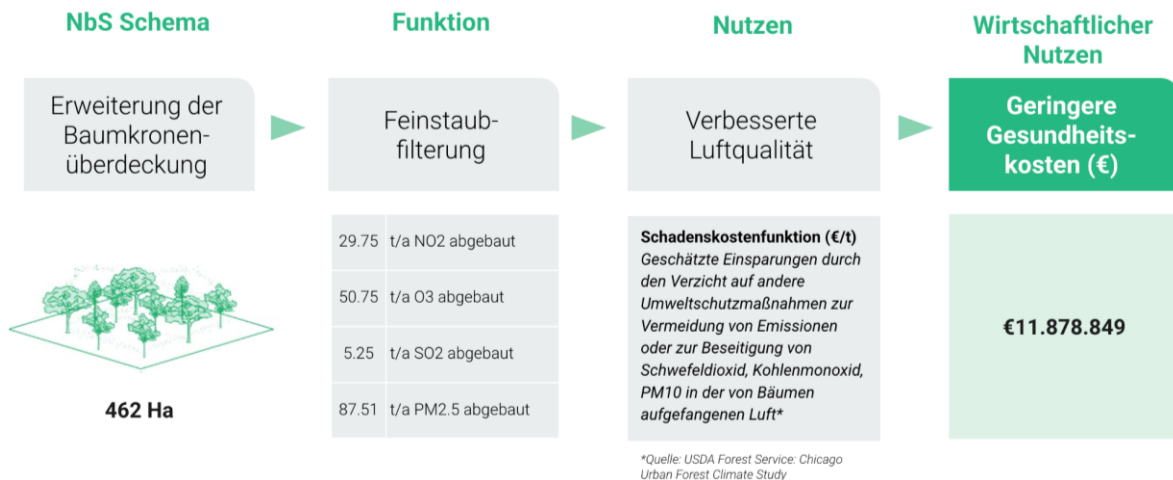 NbS Schema
Erweiterung der
Baumkronen-
überdeckung
462 Ha
Funktion
Feinstaub-
filterung
29.75 t/a NO2 abgebaut
50.75 t/a O3 abgebaut
5.25 t/a SO2 abgebaut
87.51 t/a PM2.5 abgebaut
Nutzen
Verbesserte
Luftqualität
Schadenskostenfunktion (€/t)
Geschätzte Einsparungen durch
den Verzicht auf andere
Umweltschutzmaßnahmen zur
Vermeidung von Emissionen
oder zur Beseitigung von
Schwefeldioxid, Kohlenmonoxid,
PM10 in der von Bäumen
aufgefangenen Luft*
*Quelle: USDA Forest Service: Chicago
Urban Forest Climate Study
Wirtschaftlicher
Nutzen
Geringere
Gesundheits-
kosten (€)
€11.878.849